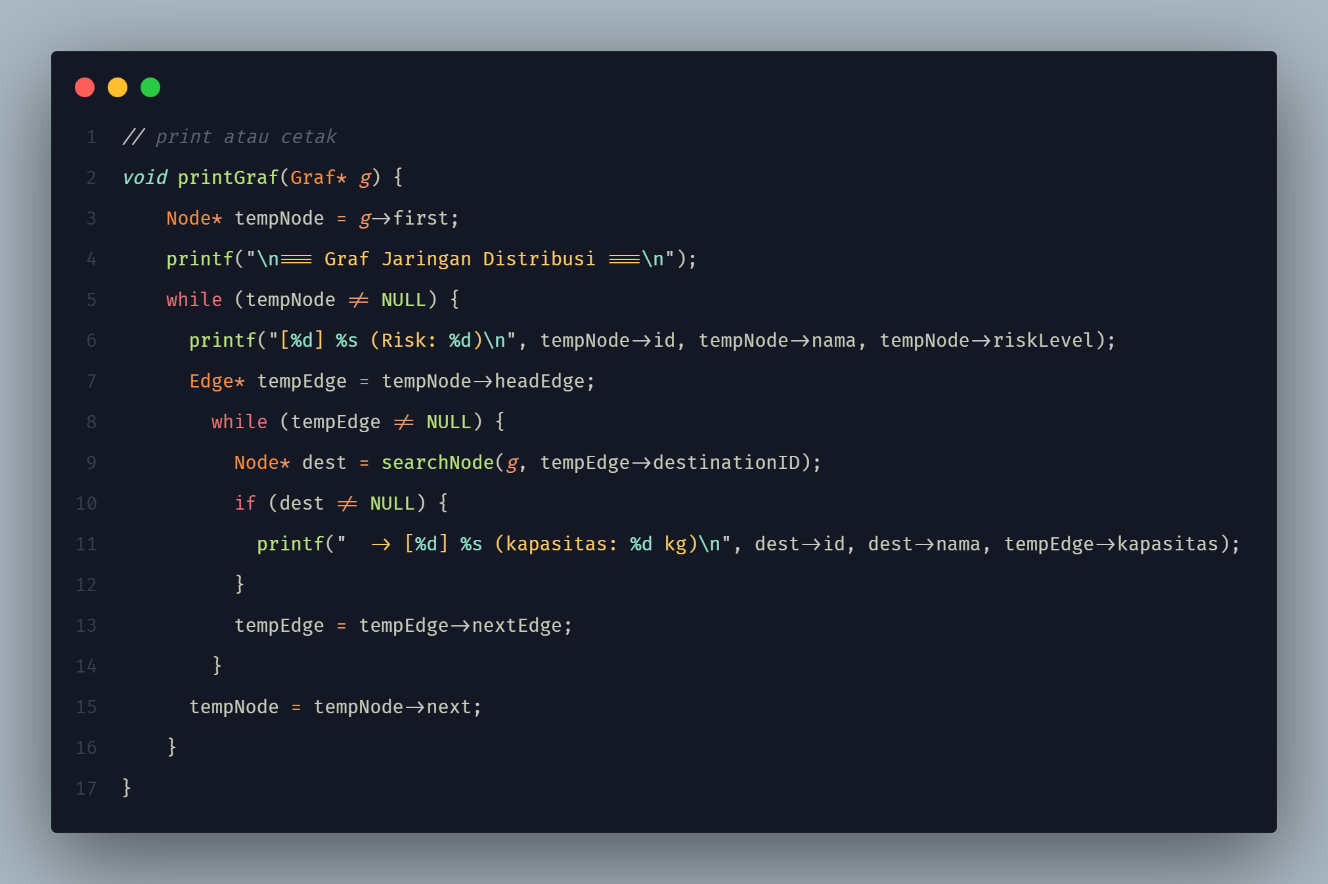 1 // print atau cetak
2 void printGraf(Graf* g) {
3     Node* tempNode = g->first;
4     printf("\n=== Graf Jaringan Distribusi ===\n");
5     while (tempNode != NULL) {
6       printf("[%d] %s (Risk: %d)\n", tempNode->id, tempNode->nama, tempNode->riskLevel);
7       Edge* tempEdge = tempNode->headEdge;
8         while (tempEdge != NULL) {
9           Node* dest = searchNode(g, tempEdge->destinationID);
10           if (dest != NULL) {
11             printf("  -> [%d] %s (kapasitas: %d kg)\n", dest->id, dest->nama, tempEdge->kapasitas);
12           }
13           tempEdge = tempEdge->nextEdge;
14         }
15       tempNode = tempNode->next;
16     }
17 }